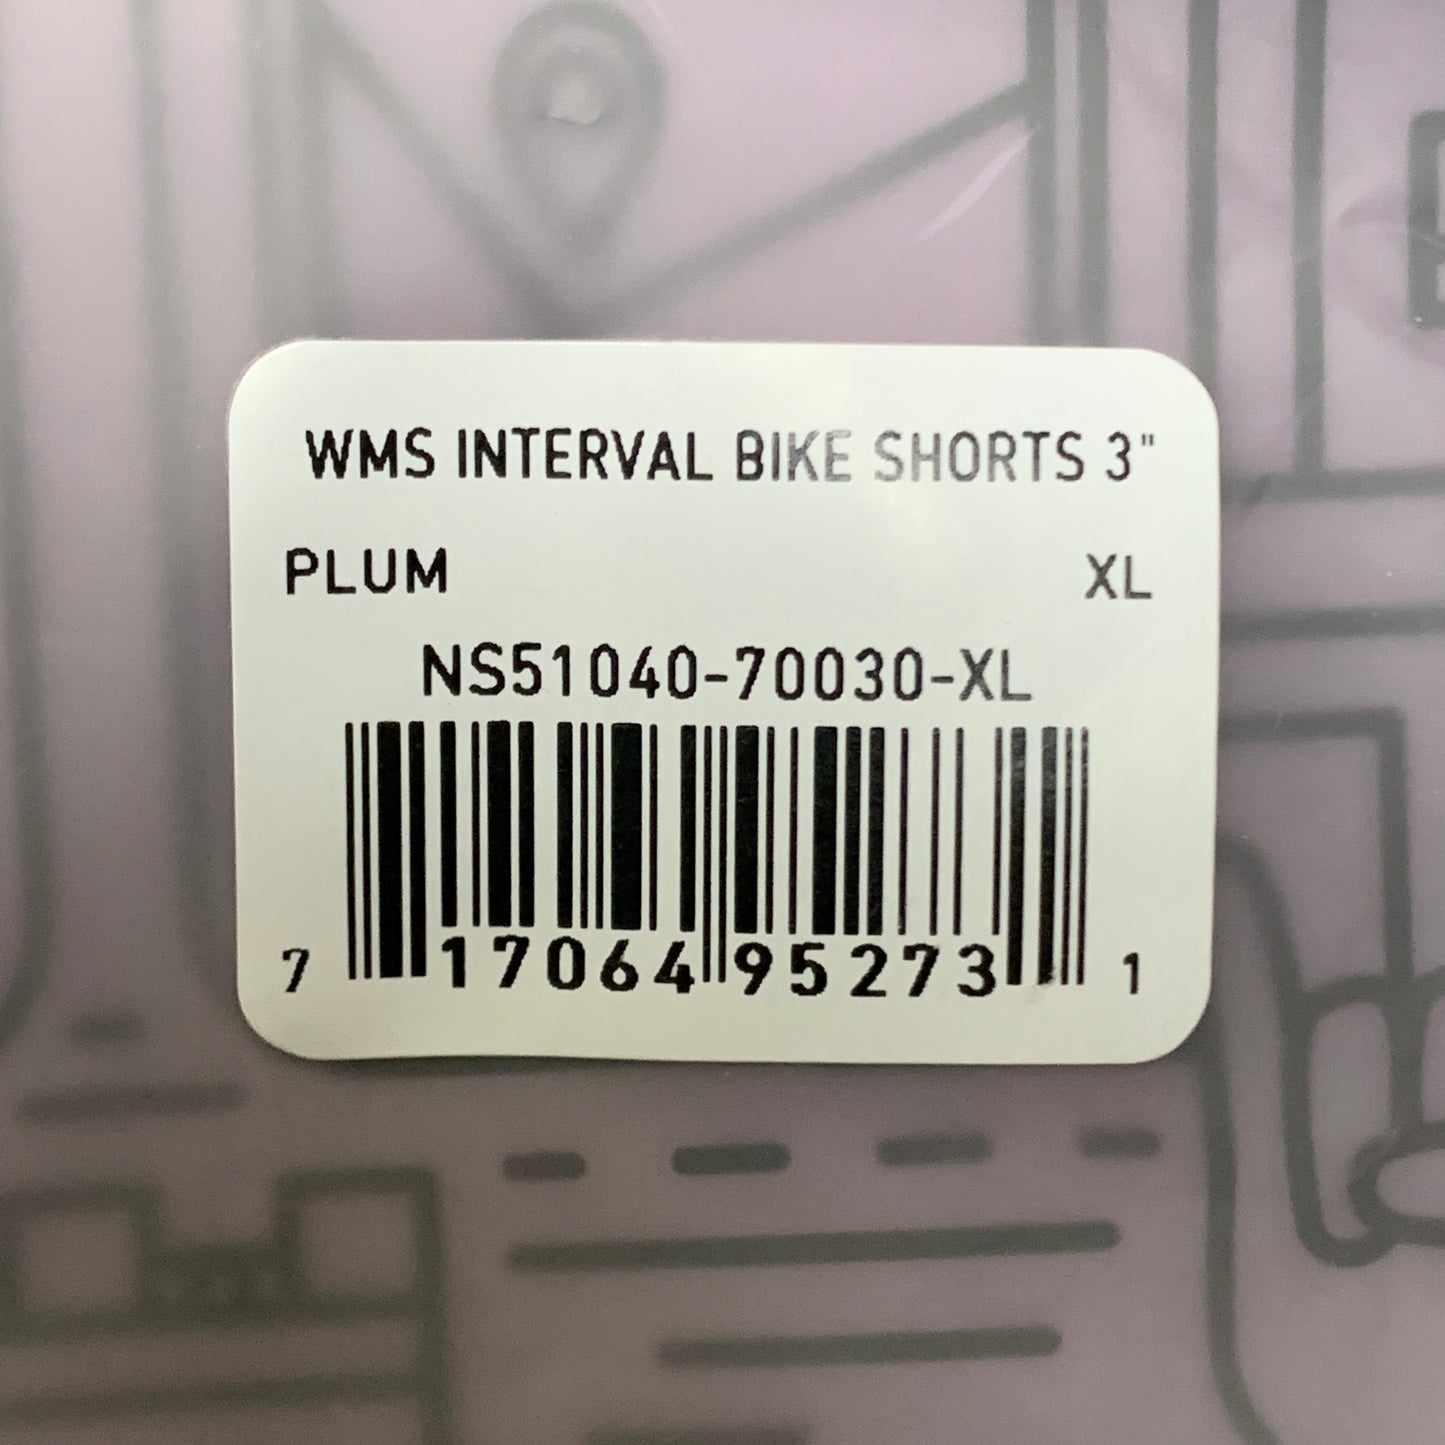 WMS INTERVAL BIKE SHORTS 3"
PLUM XL
NS51040-70030-XL
7 17064 95273 1